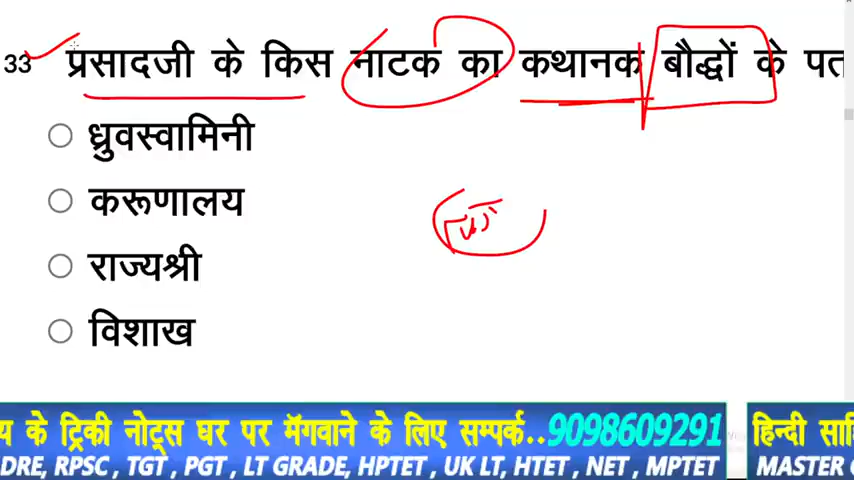 33 प्रसादजी के किस नाटक का कथानक बौद्धों के पत
ध्रुवस्वामिनी
करूणालय
राज्यश्री
विशाख
य के ट्रिकी नोट्स घर पर मँगवाने के लिए सम्पर्क..9098609291 हिन्दी साहि
DRE, RPSC , TGT , PGT , LT GRADE, HPTET , UK LT, HTET , NET , MPTET MASTER